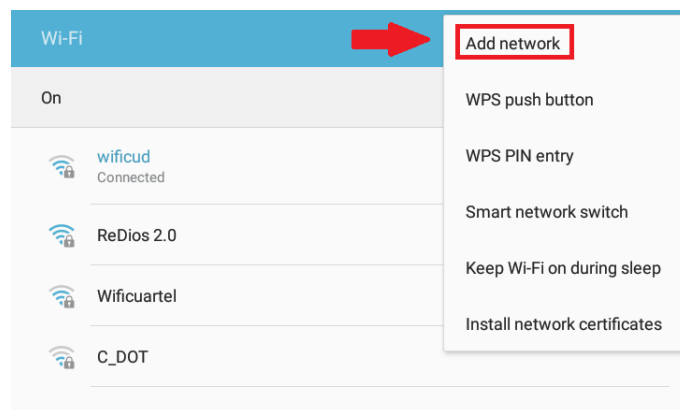 Wi-Fi
On
wificud
Connected
ReDios 2.0
Wificuartel
C_DOT
Add network
WPS push button
WPS PIN entry
Smart network switch
Keep Wi-Fi on during sleep
Install network certificates